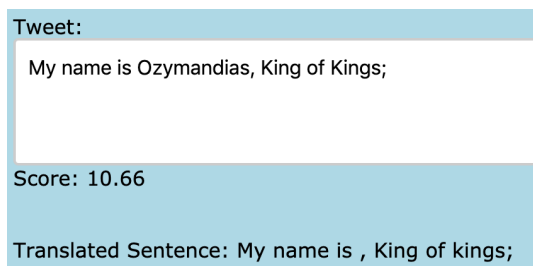 Tweet:
My name is Ozymandias, King of Kings;
Score: 10.66
Translated Sentence: My name is , King of kings;